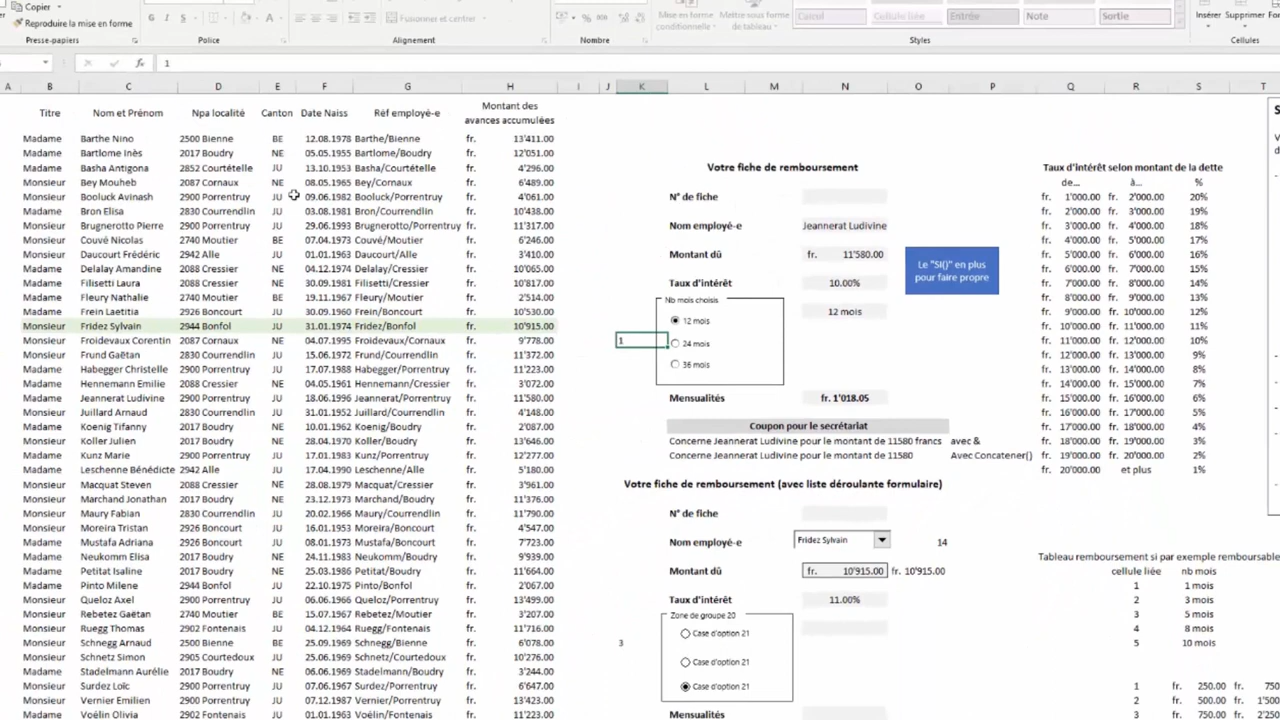 Copier
Reproduire la mise en forme
Presse-papiers
G I S
Police
Fusionner et centrer
Alignement
% 000
Nombre
Mise en forme conditionnelle
Mettre sous forme de tableau
Calcul Cellule liée Entrée Note Sortie
Styles
Insérer Supprimer
Cellules
fx 1
A B C D E F G H I J K L M N O P Q R S T
Titre Nom et Prénom Npa localité Canton Date Naiss Réf employé-e Montant des avances accumulées
Madame Barthe Nino 2500 Bienne BE 12.08.1978 Barthe/Bienne fr. 13'411.00
Madame Bartlome Inès 2017 Boudry NE 05.05.1955 Bartlome/Boudry fr. 12'051.00
Madame Basha Antigona 2852 Courtételle JU 13.10.1953 Basha/Courtételle fr. 4'296.00
Monsieur Bey Mouheb 2087 Cornaux NE 08.05.1965 Bey/Cornaux fr. 6'489.00
Monsieur Booluck Avinash 2900 Porrentruy JU 09.06.1982 Booluck/Porrentruy fr. 4'061.00
Madame Bron Elisa 2830 Courrendlin JU 03.08.1981 Bron/Courrendlin fr. 10'438.00
Monsieur Brugnerotto Pierre 2900 Porrentruy JU 29.06.1993 Brugnerotto/Porrentruy fr. 11'317.00
Monsieur Couvé Nicolas 2740 Moutier BE 07.04.1973 Couvé/Moutier fr. 6'246.00
Monsieur Daucourt Frédéric 2942 Alle JU 01.01.1963 Daucourt/Alle fr. 3'410.00
Madame Delalay Amandine 2088 Cressier NE 04.12.1974 Delalay/Cressier fr. 10'065.00
Madame Filisetti Laura 2088 Cressier NE 30.09.1981 Filisetti/Cressier fr. 10'817.00
Madame Fleury Nathalie 2740 Moutier BE 19.11.1967 Fleury/Moutier fr. 2'514.00
Madame Frein Laetitia 2926 Boncourt JU 30.09.1960 Frein/Boncourt fr. 10'530.00
Monsieur Fridez Sylvain 2944 Bonfol JU 31.01.1974 Fridez/Bonfol fr. 10'915.00
Monsieur Froidevaux Corentin 2087 Cornaux NE 04.07.1995 Froidevaux/Cornaux fr. 9'778.00
Monsieur Frund Gaëtan 2830 Courrendlin JU 15.06.1972 Frund/Courrendlin fr. 11'372.00
Madame Habegger Christelle 2900 Porrentruy JU 17.07.1988 Habegger/Porrentruy fr. 11'223.00
Madame Hennemann Emilie 2088 Cressier NE 04.05.1961 Hennemann/Cressier fr. 3'072.00
Madame Jeannerat Ludivine 2900 Porrentruy JU 18.06.1996 Jeannerat/Porrentruy fr. 11'580.00
Monsieur Juillard Arnaud 2830 Courrendlin JU 31.01.1952 Juillard/Courrendlin fr. 4'148.00
Madame Koenig Tifanny 2017 Boudry NE 10.06.1962 Koenig/Boudry fr. 2'087.00
Monsieur Koller Julien 2017 Boudry NE 28.04.1970 Koller/Boudry fr. 13'646.00
Madame Kunz Marie 2900 Porrentruy JU 15.01.1983 Kunz/Porrentruy fr. 12'277.00
Madame Leschenne Bénédicte 2942 Alle JU 17.04.1990 Leschenne/Alle fr. 5'180.00
Monsieur Macquat Steven 2088 Cressier NE 28.07.1958 Macquat/Cressier fr. 3'961.00
Monsieur Marchand Jonathan 2017 Boudry NE 23.12.1973 Marchand/Boudry fr. 11'376.00
Monsieur Maury Fabian 2830 Courrendlin JU 20.02.1966 Maury/Courrendlin fr. 11'790.00
Monsieur Moreira Tristan 2926 Boncourt JU 16.01.1953 Moreira/Boncourt fr. 4'547.00
Madame Mustafa Adriana 2926 Boncourt JU 08.01.1973 Mustafa/Boncourt fr. 7'723.00
Madame Neukomm Elisa 2017 Boudry NE 24.11.1983 Neukomm/Boudry fr. 9'939.00
Madame Petitat Isaline 2017 Boudry NE 25.03.1986 Petitat/Boudry fr. 11'664.00
Madame Pinto Milene 2944 Bonfol JU 22.10.1975 Pinto/Bonfol fr. 2'067.00
Monsieur Queloz Axel 2900 Porrentruy JU 06.06.1966 Queloz/Porrentruy fr. 13'499.00
Monsieur Rebetez Gaëtan 2740 Moutier BE 15.07.1967 Rebetez/Moutier fr. 3'207.00
Monsieur Ruegg Thomas 2902 Fontenais JU 04.12.1964 Ruegg/Fontenais fr. 11'716.00
Monsieur Schnegg Arnaud 2500 Bienne BE 25.09.1969 Schnegg/Bienne fr. 6'078.00
Monsieur Schnetz Simon 2905 Courtedoux JU 25.06.1969 Schnetz/Courtedoux fr. 10'276.00
Madame Stadelmann Aurélie 2017 Boudry NE 06.06.1969 Stadelmann/Boudry fr. 3'244.00
Monsieur Surdez Loïc 2900 Porrentruy JU 07.06.1967 Surdez/Porrentruy fr. 6'647.00
Monsieur Vernier Emilien 2900 Porrentruy JU 07.12.1987 Vernier/Porrentruy fr. 13'423.00
Madame Voélin Olivia 2900 Porrentruy JU 01.01.1963 Voélin/Porrentruy fr. 11'223.00
Votre fiche de remboursement
N° de fiche
Nom employé-e Jeannerat Ludivine
Montant dû fr. 11'580.00
Le "SI()" en plus
pour faire propre
Taux d'intérêt 10.00%
Nb mois choisis
12 mois
12 mois
1
24 mois
36 mois
Mensualités fr. 1'018.05
Coupon pour le secrétariat
Concerne Jeannerat Ludivine pour le montant de 11580 francs avec &
Concerne Jeannerat Ludivine pour le montant de 11580 Avec Concatener()
Votre fiche de remboursement (avec liste déroulante formulaire)
N° de fiche
Nom employé-e Fridez Sylvain 14
Montant dû fr. 10'915.00 fr. 10'915.00
Taux d'intérêt 11.00%
Zone de groupe 20
Case d'option 21
3
Case d'option 21
Case d'option 21
Mensualités
Taux d'intérêt selon montant de la dette
de... à... %
fr. 1'000.00 fr. 2'000.00 20%
fr. 2'000.00 fr. 3'000.00 19%
fr. 3'000.00 fr. 4'000.00 18%
fr. 4'000.00 fr. 5'000.00 17%
fr. 5'000.00 fr. 6'000.00 16%
fr. 6'000.00 fr. 7'000.00 15%
fr. 7'000.00 fr. 8'000.00 14%
fr. 8'000.00 fr. 9'000.00 13%
fr. 9'000.00 fr. 10'000.00 12%
fr. 10'000.00 fr. 11'000.00 11%
fr. 11'000.00 fr. 12'000.00 10%
fr. 12'000.00 fr. 13'000.00 9%
fr. 13'000.00 fr. 14'000.00 8%
fr. 14'000.00 fr. 15'000.00 7%
fr. 15'000.00 fr. 16'000.00 6%
fr. 16'000.00 fr. 17'000.00 5%
fr. 17'000.00 fr. 18'000.00 4%
fr. 18'000.00 fr. 19'000.00 3%
fr. 19'000.00 fr. 20'000.00 2%
fr. 20'000.00 et plus 1%
Tableau remboursement si par exemple remboursable
cellule liée nb mois
1 1 mois
2 3 mois
3 5 mois
4 8 mois
5 10 mois
1 fr. 250.00 fr. 750
2 fr. 500.00 fr. 1'500
3 fr. 750.00 fr. 2'250